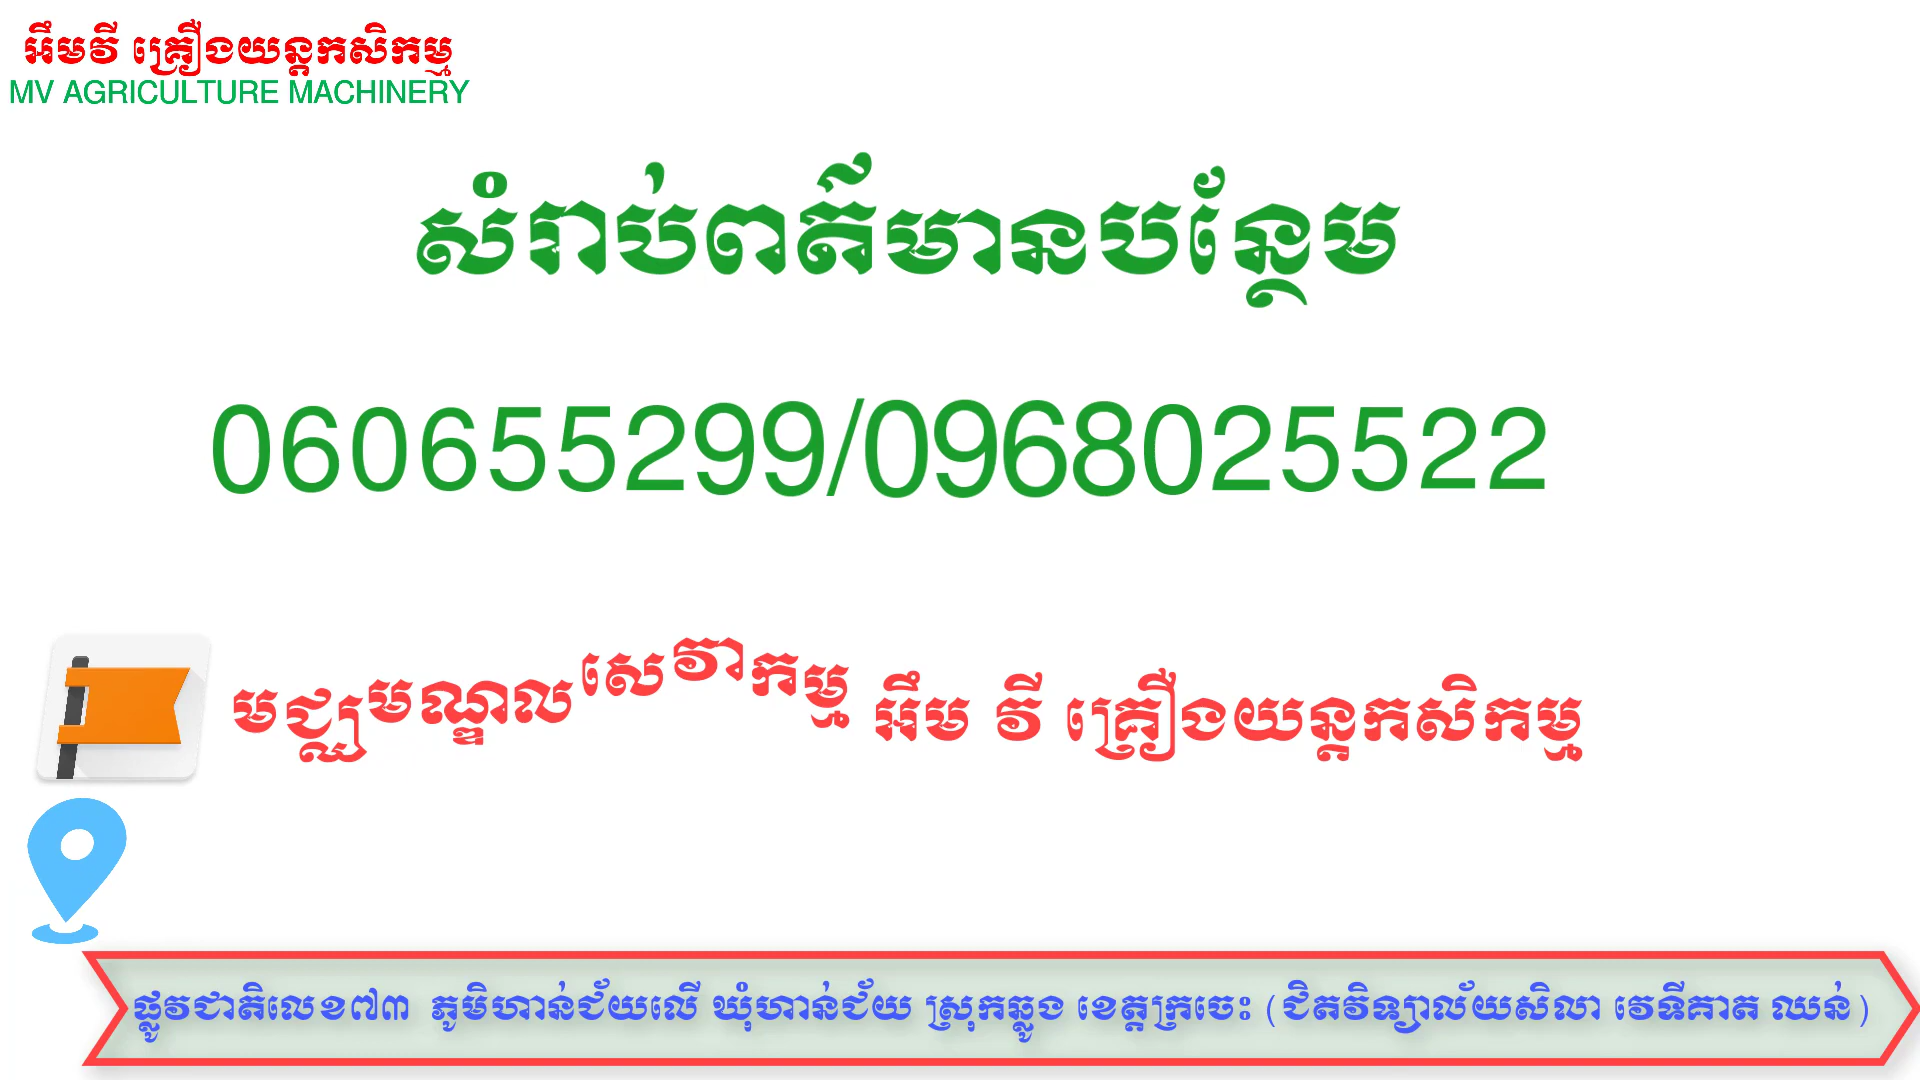 អឹមវី គ្រឿងយន្តកសិកម្ម
MV AGRICULTURE MACHINERY
សំរាប់ពត៌មានបន្ថែម
060655299/0968025522
មជ្ឈមណ្ឌលសេវាកម្ម អឹម វី គ្រឿងយន្តកសិកម្ម
ផ្លូវជាតិលេខ៧៣ ភូមិហាន់ជ័យលើ ឃុំហាន់ជ័យ ស្រុកឆ្លូង ខេត្តក្រចេះ (ជិតវិទ្យាល័យសិលា វេទីគាត ឈន់)